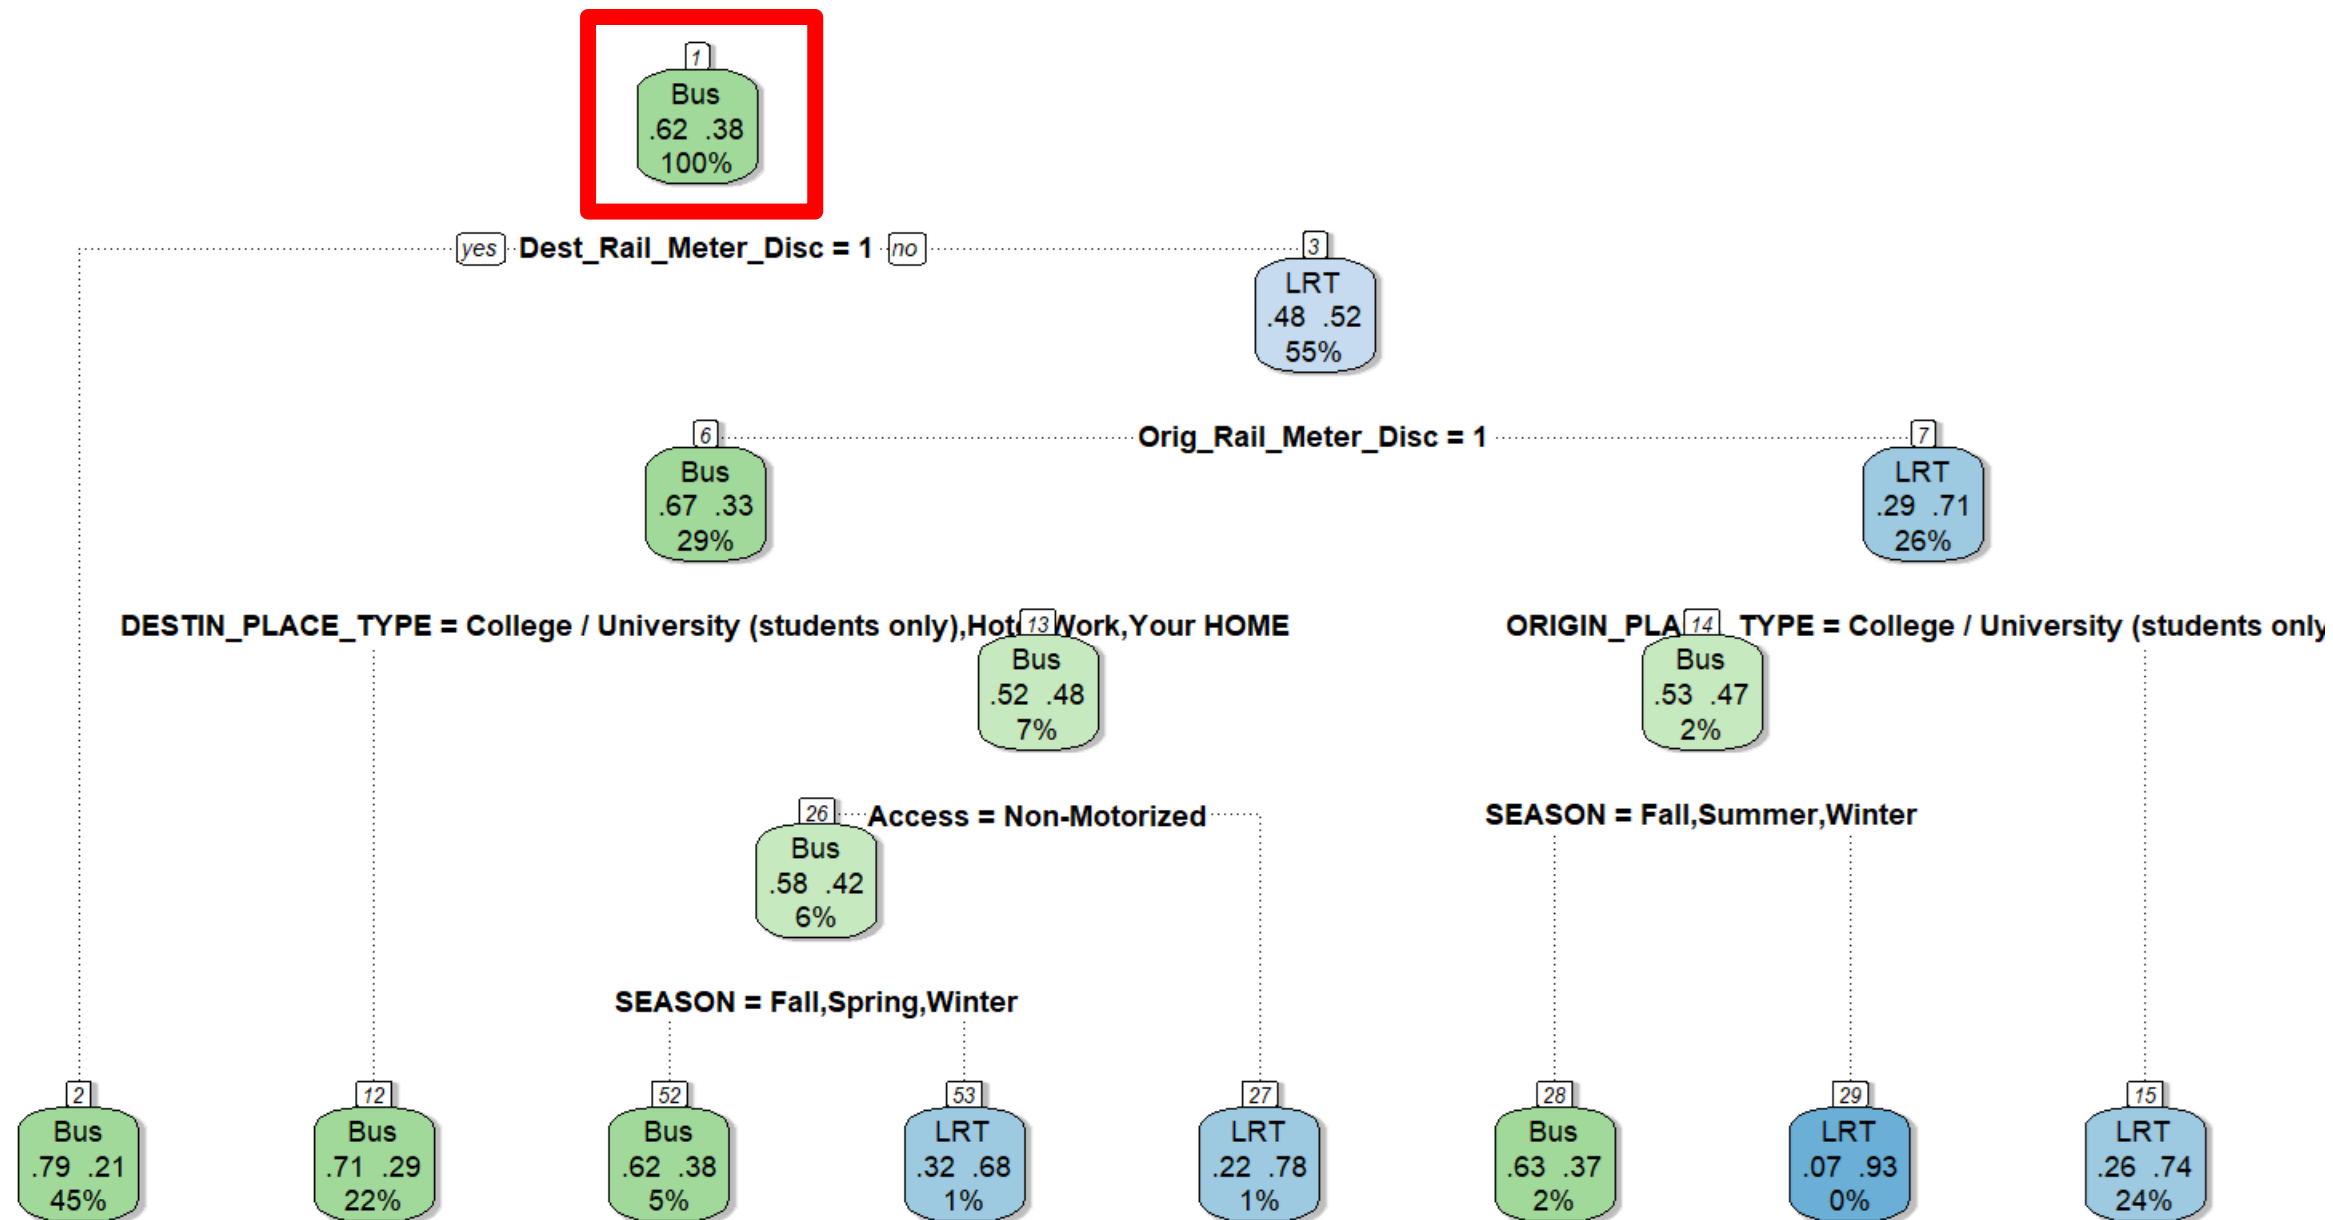 1
Bus
.62 .38
100%
yes Dest_Rail_Meter_Disc = 1 no
3
LRT
.48 .52
55%
6
Orig_Rail_Meter_Disc = 1
7
Bus
.67 .33
29%
LRT
.29 .71
26%
DESTIN_PLACE_TYPE = College / University (students only),Hot Work,Your HOME
13
Bus
.52 .48
7%
ORIGIN_PLA TYPE = College / University (students only
14
Bus
.53 .47
2%
26
Access = Non-Motorized
Bus
.58 .42
6%
SEASON = Fall,Summer,Winter
SEASON = Fall,Spring,Winter
2
Bus
.79 .21
45%
12
Bus
.71 .29
22%
52
Bus
.62 .38
5%
53
LRT
.32 .68
1%
27
LRT
.22 .78
1%
28
Bus
.63 .37
2%
29
LRT
.07 .93
0%
15
LRT
.26 .74
24%